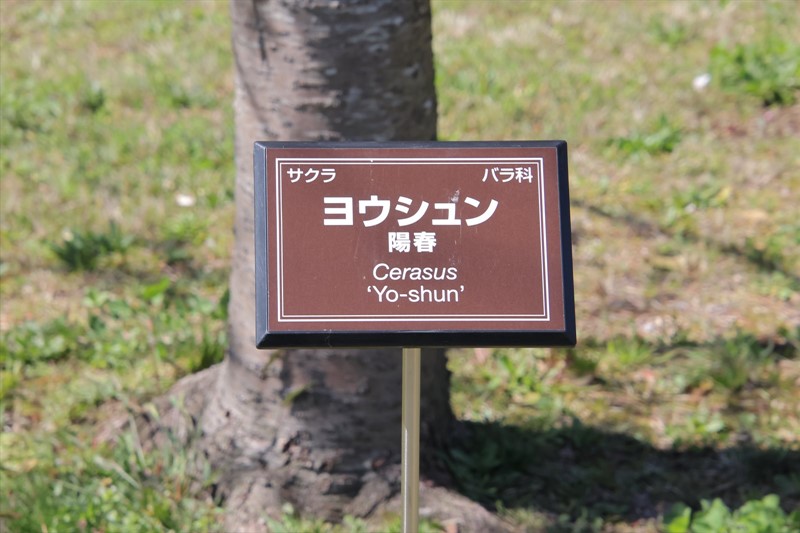 サクラ バラ科
ヨウシュン
陽春
Cerasus
‘Yo-shun’